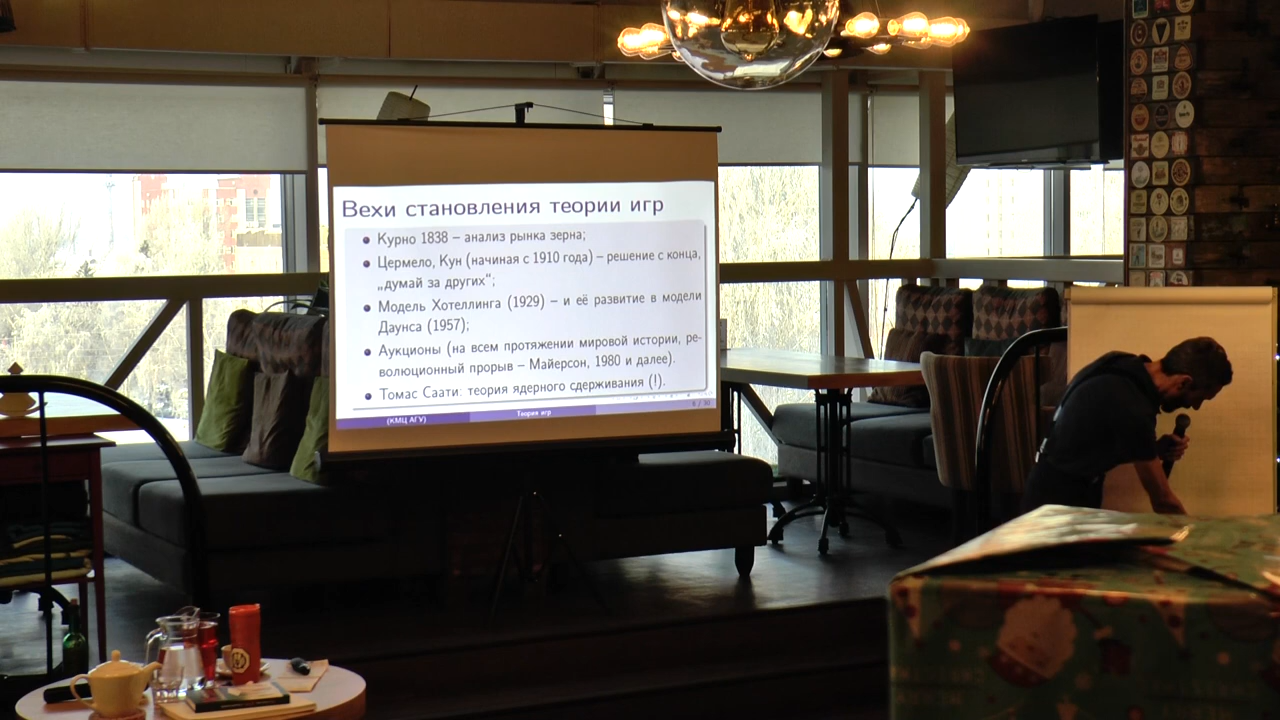 Вехи становления теории игр
Курно 1838 – анализ рынка зерна;
Цермело, Кун (начиная с 1910 года) – решение с конца,
„думай за других“;
Модель Хотеллинга (1929) – и её развитие в модели
Даунса (1957);
Аукционы (на всем протяжении мировой истории, ре-
волюционный прорыв – Майерсон, 1980 и далее).
Томас Саати: теория ядерного сдерживания (!).
(КМЦ АГУ)
Теория игр